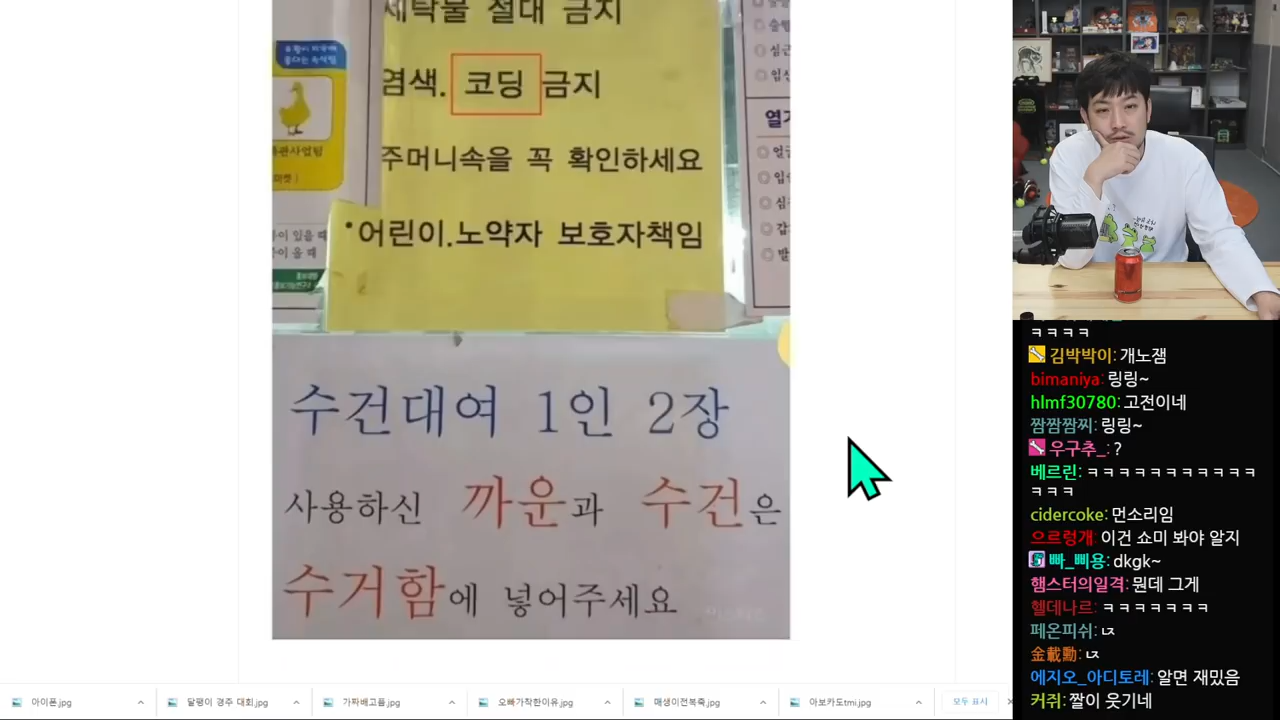 세탁물 절대 금지
염색. 코딩 금지
주머니속을 꼭 확인하세요
•어린이.노약자 보호자책임
수건대여 1인 2장
사용하신 까운과 수건은
수거함에 넣어주세요
ㅋㅋㅋㅋ
김박박이: 개노잼
bimaniya: 링링~
hlmf30780: 고전이네
짬짬짬찌: 링링~
우구추_: ?
베르린: ㅋㅋㅋㅋㅋㅋㅋㅋㅋㅋㅋ
ㅋㅋㅋ
cidercoke: 먼소리임
으르렁개: 이건 쇼미 봐야 알지
빠_삐용: dkgk~
햄스터의일격: 뭔데 그게
헬데나르: ㅋㅋㅋㅋㅋㅋㅋ
페온피쉬: ㄴㅈ
金載勳: ㄴㅈ
에지오_아디토레: 알면 재밌음
커쥐: 짤이 웃기네
아이폰.jpg
달팽이 경주 대회.jpg
가짜배고픔.jpg
오빠가착한이유.jpg
매생이전복죽.jpg
아보카도tmi.jpg
모두 표시